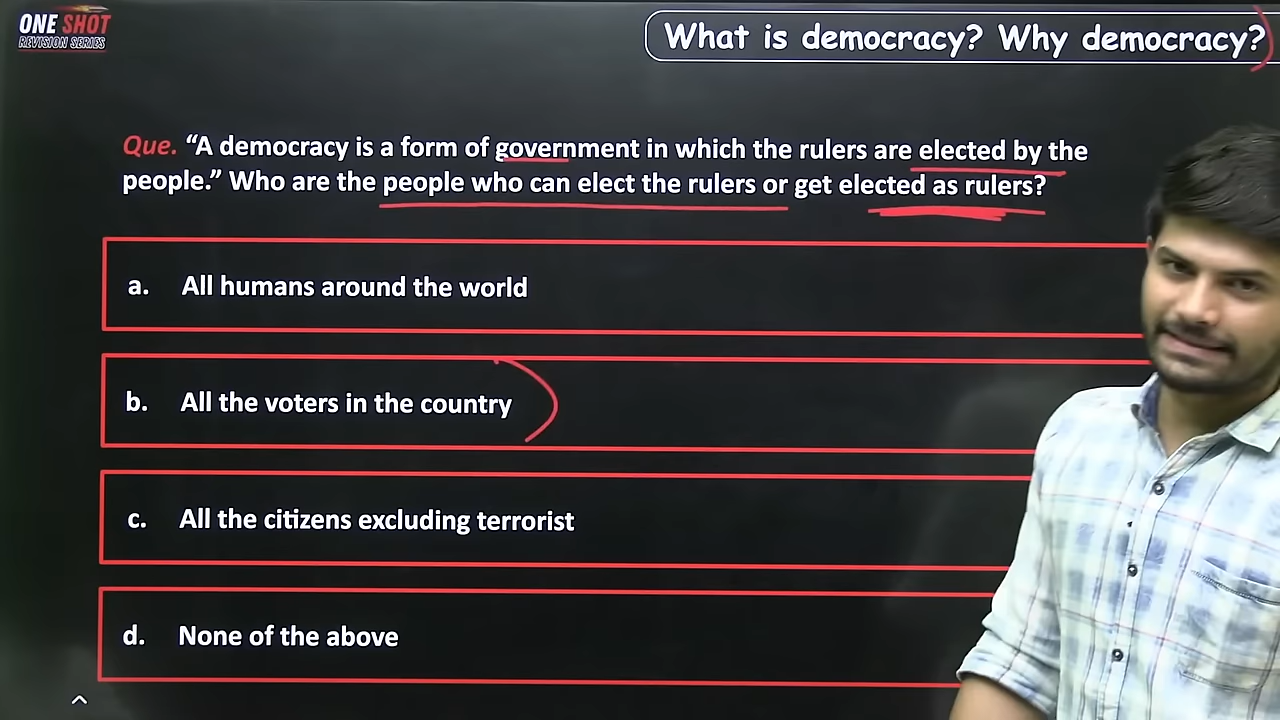 ONE SHOT
REVISION SERIES
What is democracy? Why democracy?
Que. “A democracy is a form of government in which the rulers are elected by the
people.” Who are the people who can elect the rulers or get elected as rulers?
a. All humans around the world
b. All the voters in the country
c. All the citizens excluding terrorist
d. None of the above